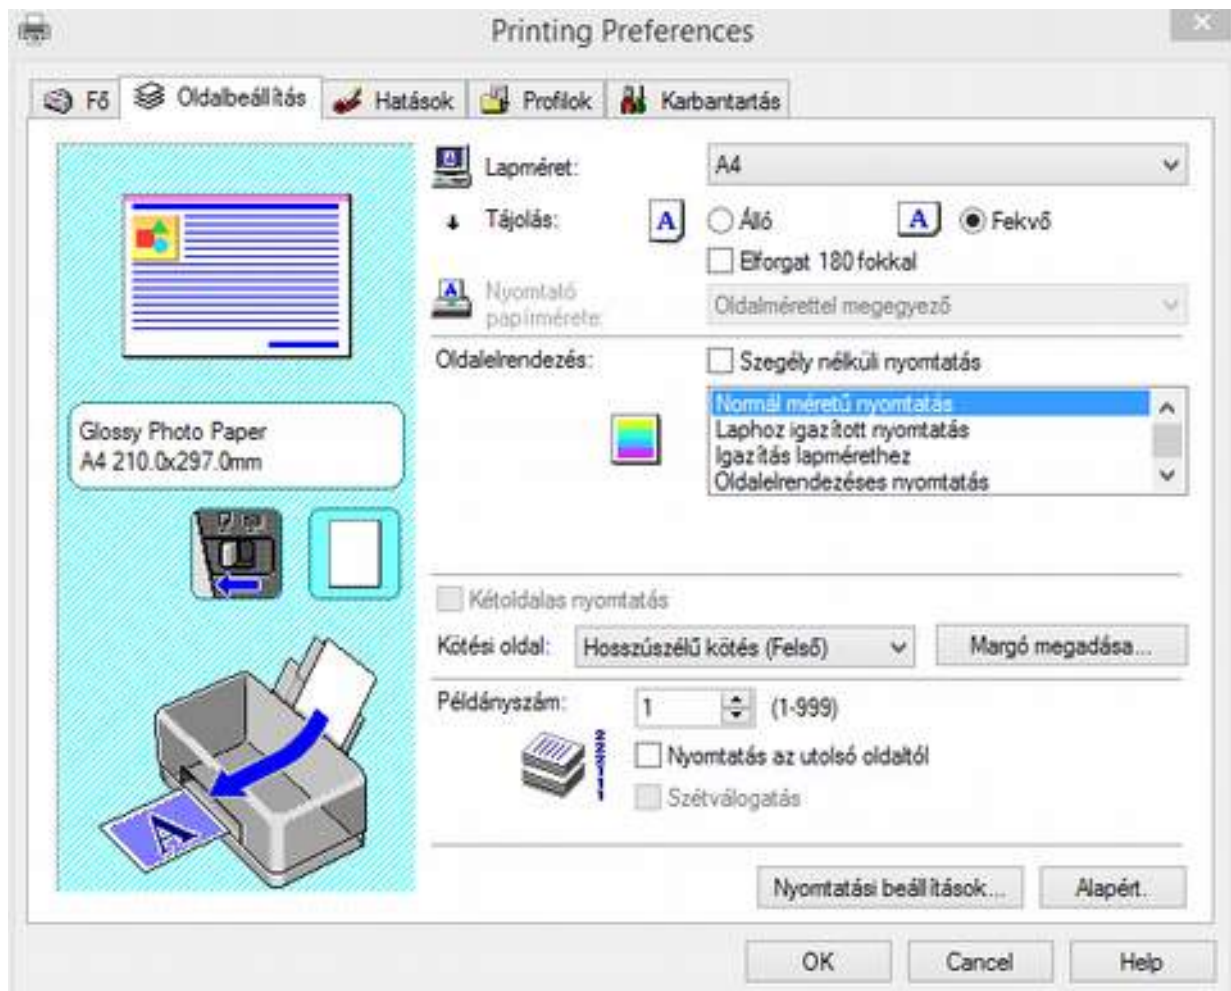 Printing Preferences
Fő Oldalbeállítás Hatások Profilok Karbantartás
Lapméret: A4
Tájolás: A Álló A Fekvő
Elforgat 180 fokkal
Nyomtató papírmérete: Oldalmérettel megegyező
Oldalelrendezés: Szegély nélküli nyomtatás
Normál méretű nyomtatás
Laphoz igazított nyomtatás
Igazítás lapmérethez
Oldalelrendezéses nyomtatás
Glossy Photo Paper
A4 210.0x297.0mm
Kétoldalas nyomtatás
Kötési oldal: Hosszúszélű kötés (Felső) Margó megadása...
Példányszám: 1 (1-999)
Nyomtatás az utolsó oldaltól
Szétválogatás
A
Nyomtatási beállítások... Alapért.
OK Cancel Help